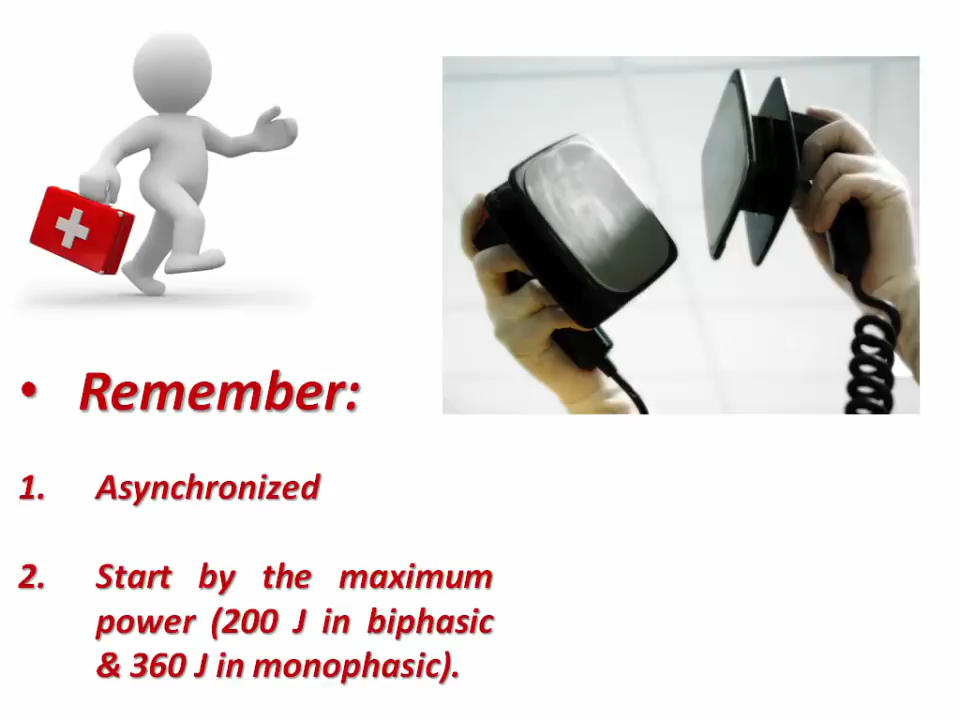 • Remember:
1. Asynchronized
2. Start by the maximum
power (200 J in biphasic
& 360 J in monophasic).